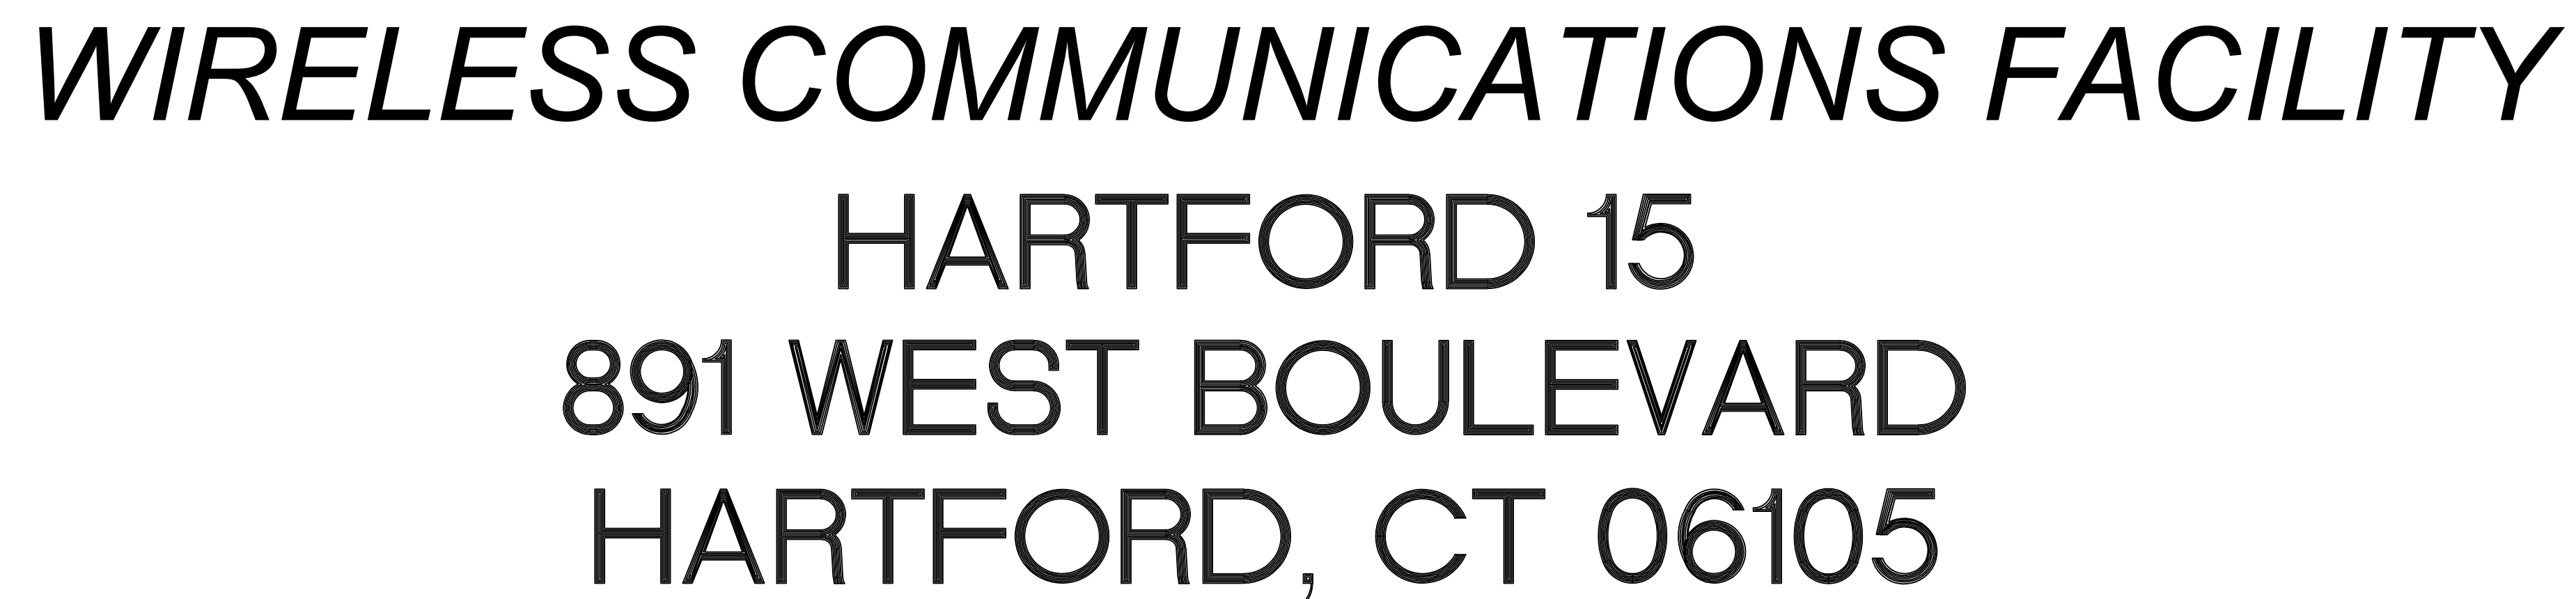 WIRELESS COMMUNICATIONS FACILITY
HARTFORD 15
891 WEST BOULEVARD
HARTFORD, CT 06105